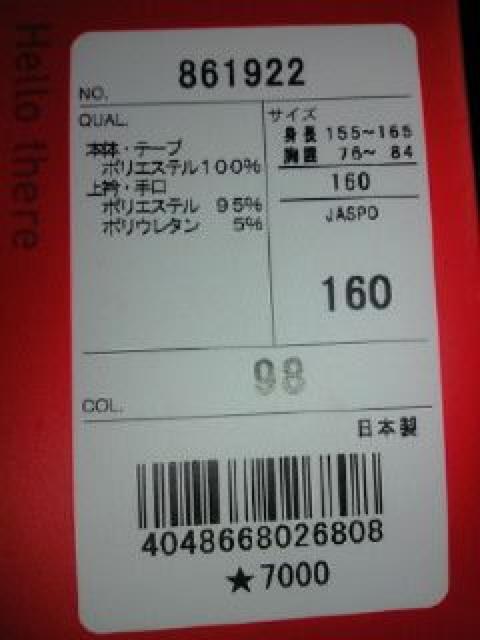 Hello there
NO. 861922
QUAL.
本体・テープ
ポリエステル100%
上衿・手口
ポリエステル 95%
ポリウレタン 5%
サイズ
身長 155~165
胸囲 76~ 84
160
JASPO
160
98
COL.
日本製
4048668026808
★7000